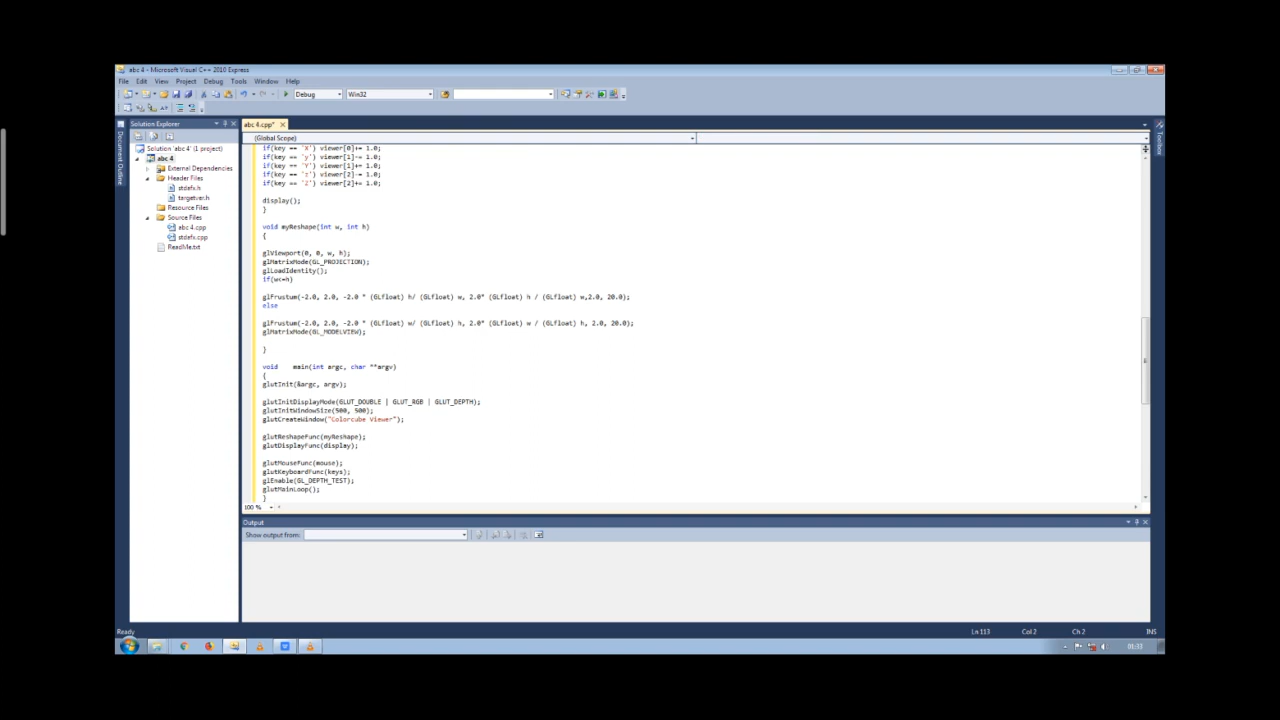 abc 4 - Microsoft Visual C++ 2010 Express
File Edit View Project Debug Tools Window Help
Debug Win32
Solution Explorer
abc 4.cpp*
Document Outline
Toolbox
(Global Scope)
Solution 'abc 4' (1 project)
abc 4
External Dependencies
Header Files
stdafx.h
targetver.h
Resource Files
Source Files
abc 4.cpp
stdafx.cpp
ReadMe.txt
if(key == 'X') viewer[0]+= 1.0;
if(key == 'y') viewer[1]-= 1.0;
if(key == 'Y') viewer[1]+= 1.0;
if(key == 'z') viewer[2]-= 1.0;
if(key == 'Z') viewer[2]+= 1.0;
display();
}
void myReshape(int w, int h)
{
glViewport(0, 0, w, h);
glMatrixMode(GL_PROJECTION);
glLoadIdentity();
if(w<=h)
glFrustum(-2.0, 2.0, -2.0 * (GLfloat) h/ (GLfloat) w, 2.0* (GLfloat) h / (GLfloat) w,2.0, 20.0);
else
glFrustum(-2.0, 2.0, -2.0 * (GLfloat) w/ (GLfloat) h, 2.0* (GLfloat) w / (GLfloat) h, 2.0, 20.0);
glMatrixMode(GL_MODELVIEW);
}
void main(int argc, char **argv)
{
glutInit(&argc, argv);
glutInitDisplayMode(GLUT_DOUBLE | GLUT_RGB | GLUT_DEPTH);
glutInitWindowSize(500, 500);
glutCreateWindow("Colorcube Viewer");
glutReshapeFunc(myReshape);
glutDisplayFunc(display);
glutMouseFunc(mouse);
glutKeyboardFunc(keys);
glEnable(GL_DEPTH_TEST);
glutMainLoop();
}
100 %
Output
Show output from:
Ready Ln 113 Col 2 Ch 2 INS